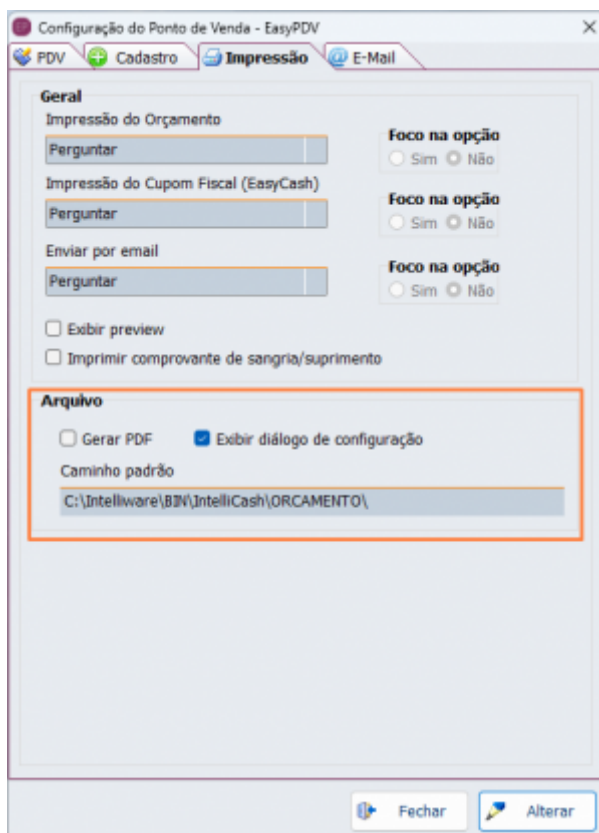 Configuração do Ponto de Venda - EasyPDV
PDV Cadastro Impressão E-Mail
Geral
Impressão do Orçamento
Perguntar
Foco na opção
Sim Não
Impressão do Cupom Fiscal (EasyCash)
Perguntar
Foco na opção
Sim Não
Enviar por email
Perguntar
Foco na opção
Sim Não
Exibir preview
Imprimir comprovante de sangria/suprimento
Arquivo
Gerar PDF Exibir diálogo de configuração
Caminho padrão
C:\Intelliware\BIN\IntelliCash\ORCAMENTO\
Fechar Alterar